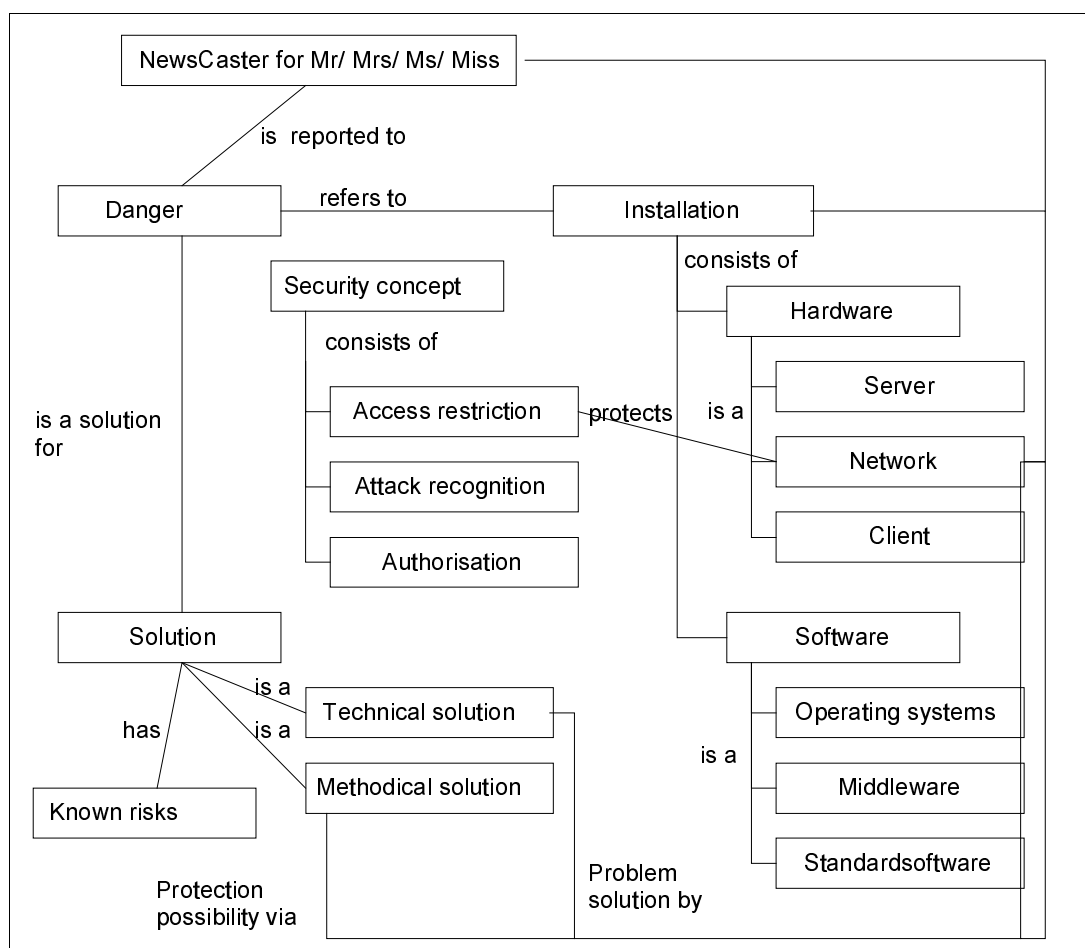 NewsCaster for Mr/ Mrs/ Ms/ Miss
is reported to
Danger
refers to
Installation
consists of
Security concept
consists of
Hardware
Server
Access restriction
protects
is a
Network
is a solution
for
Attack recognition
Client
Authorisation
Solution
Software
is a
Technical solution
Operating systems
has
is a
is a
Methodical solution
Middleware
Known risks
Standardsoftware
Protection
possibility via
Problem
solution by